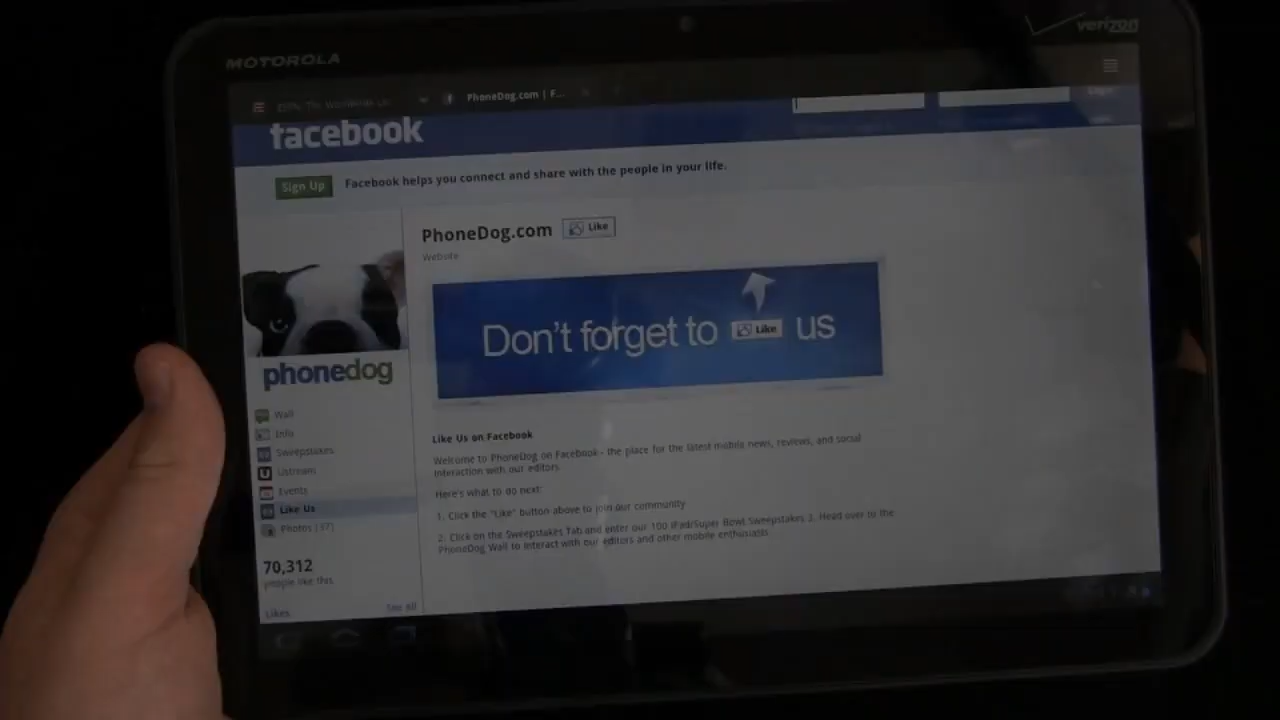 MOTOROLA
verizon
ESPN: The Worldwide Le
PhoneDog.com | F...
facebook
Sign Up
Facebook helps you connect and share with the people in your life.
PhoneDog.com
Like
Website
Don't forget to Like us
phonedog
Wall
Info
Sweepstakes
Ustream
Events
Like Us
Photos (37)
70,312
people like this
Likes
See All
Like Us on Facebook
Welcome to PhoneDog on Facebook - the place for the latest mobile news, reviews, and social
interaction with our editors.
Here's what to do next:
1. Click the "Like" button above to join our community
2. Click on the Sweepstakes Tab and enter our 100 iPad/Super Bowl Sweepstakes 3. Head over to the
PhoneDog Wall to interact with our editors and other mobile enthusiasts